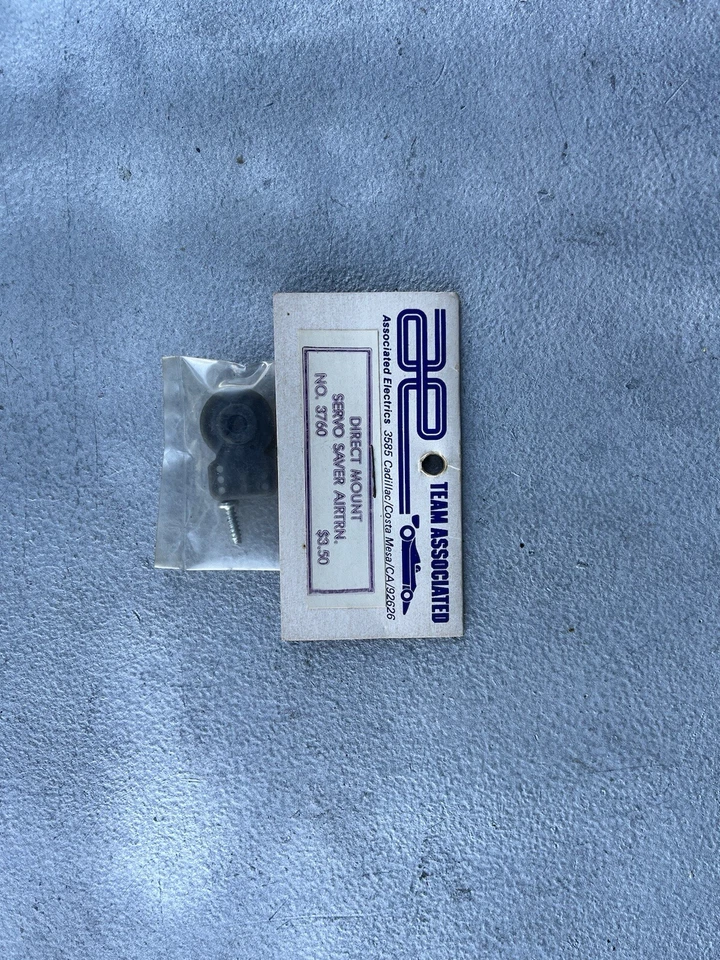 ae
TEAM ASSOCIATED
Associated Electrics 3585 Cadillac/Costa Mesa/CA/92626
DIRECT MOUNT
SERVO SAVER AIRTRN.
NO. 3760 $3.50